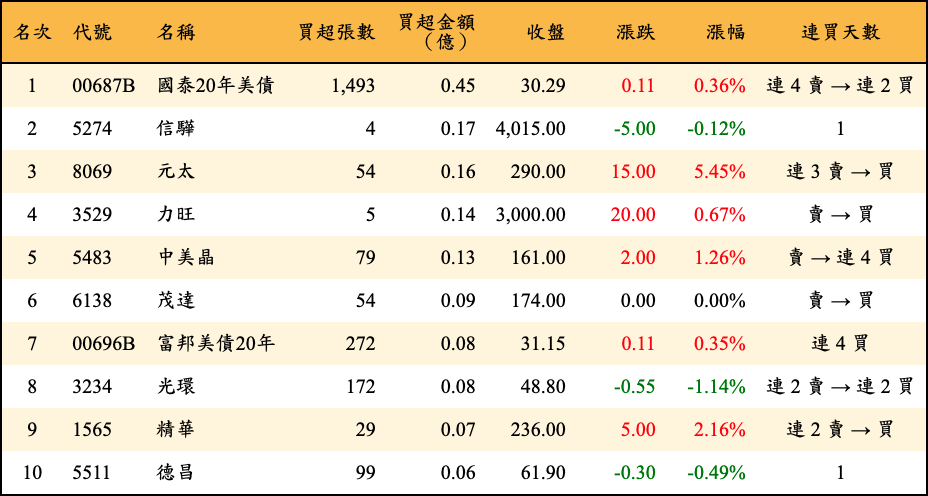 名次 代號 名稱 買超張數 買超金額（億） 收盤 漲跌 漲幅 連買天數
1 00687B 國泰20年美債 1,493 0.45 30.29 0.11 0.36% 連 4 賣 → 連 2 買
2 5274 信驊 4 0.17 4,015.00 -5.00 -0.12% 1
3 8069 元太 54 0.16 290.00 15.00 5.45% 連 3 賣 → 買
4 3529 力旺 5 0.14 3,000.00 20.00 0.67% 賣 → 買
5 5483 中美晶 79 0.13 161.00 2.00 1.26% 賣 → 連 4 買
6 6138 茂達 54 0.09 174.00 0.00 0.00% 賣 → 買
7 00696B 富邦美債20年 272 0.08 31.15 0.11 0.35% 連 4 買
8 3234 光環 172 0.08 48.80 -0.55 -1.14% 連 2 賣 → 連 2 買
9 1565 精華 29 0.07 236.00 5.00 2.16% 連 2 賣 → 買
10 5511 德昌 99 0.06 61.90 -0.30 -0.49% 1